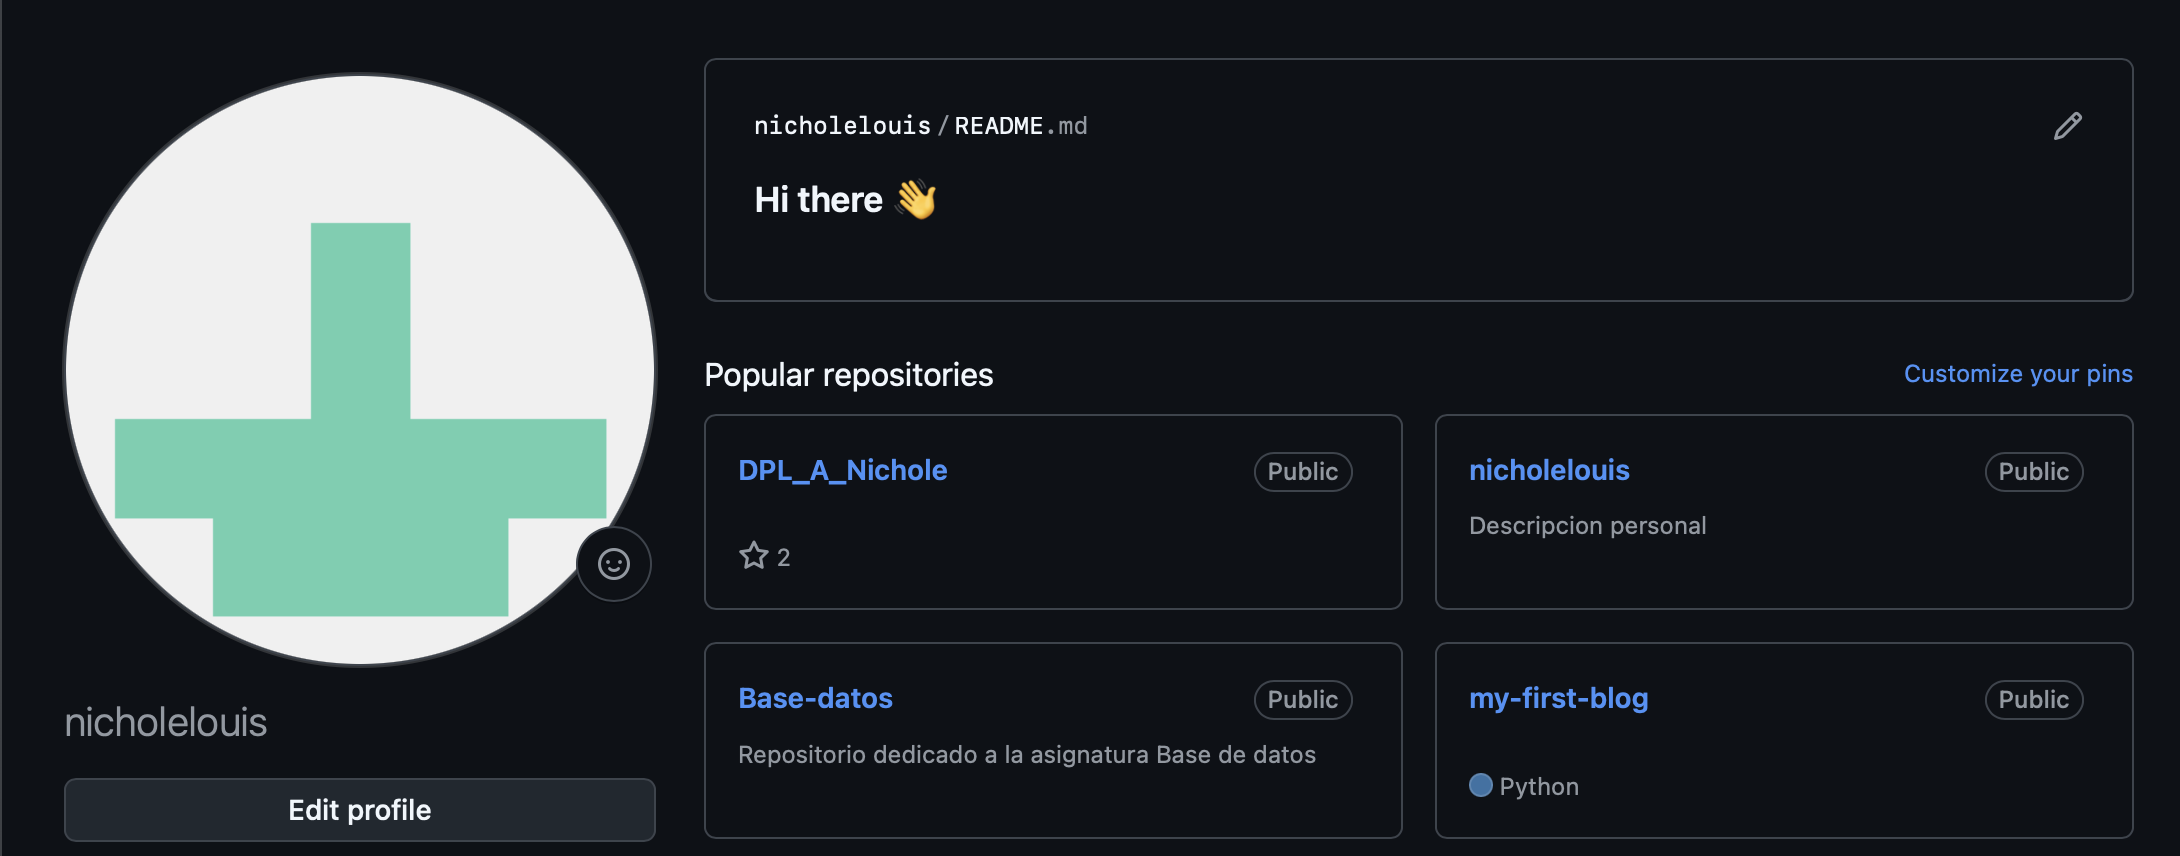 nicholelouis/README.md
Hi there 👋
Popular repositories
Customize your pins
DPL_A_Nichole
Public
2
nicholelouis
Public
Descripcion personal
Base-datos
Public
Repositorio dedicado a la asignatura Base de datos
my-first-blog
Public
Python
nicholelouis
Edit profile